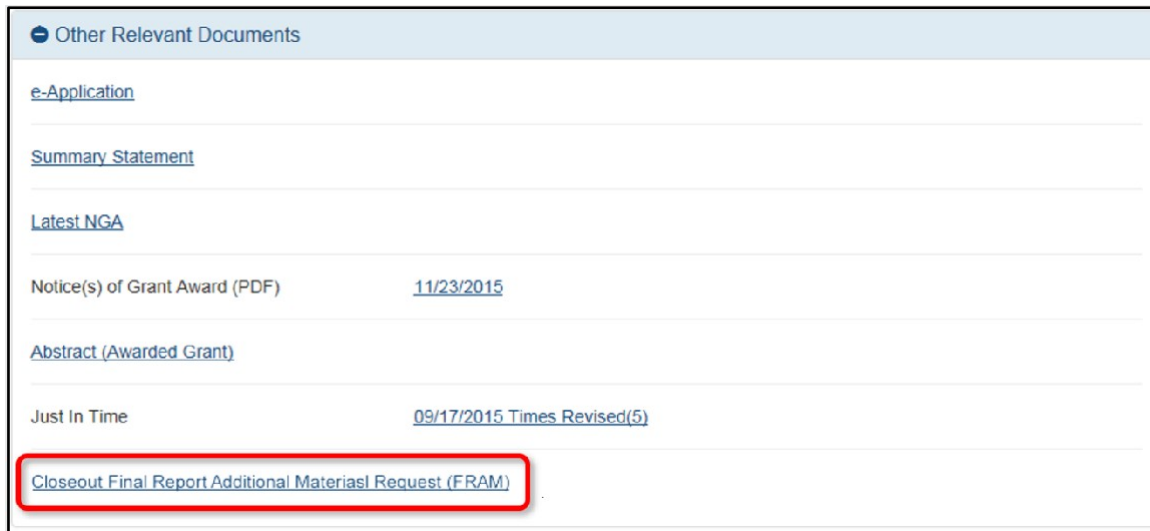 Other Relevant Documents
e-Application
Summary Statement
Latest NGA
Notice(s) of Grant Award (PDF) 11/23/2015
Abstract (Awarded Grant)
Just In Time 09/17/2015 Times Revised(5)
Closeout Final Report Additional Materiasl Request (FRAM)